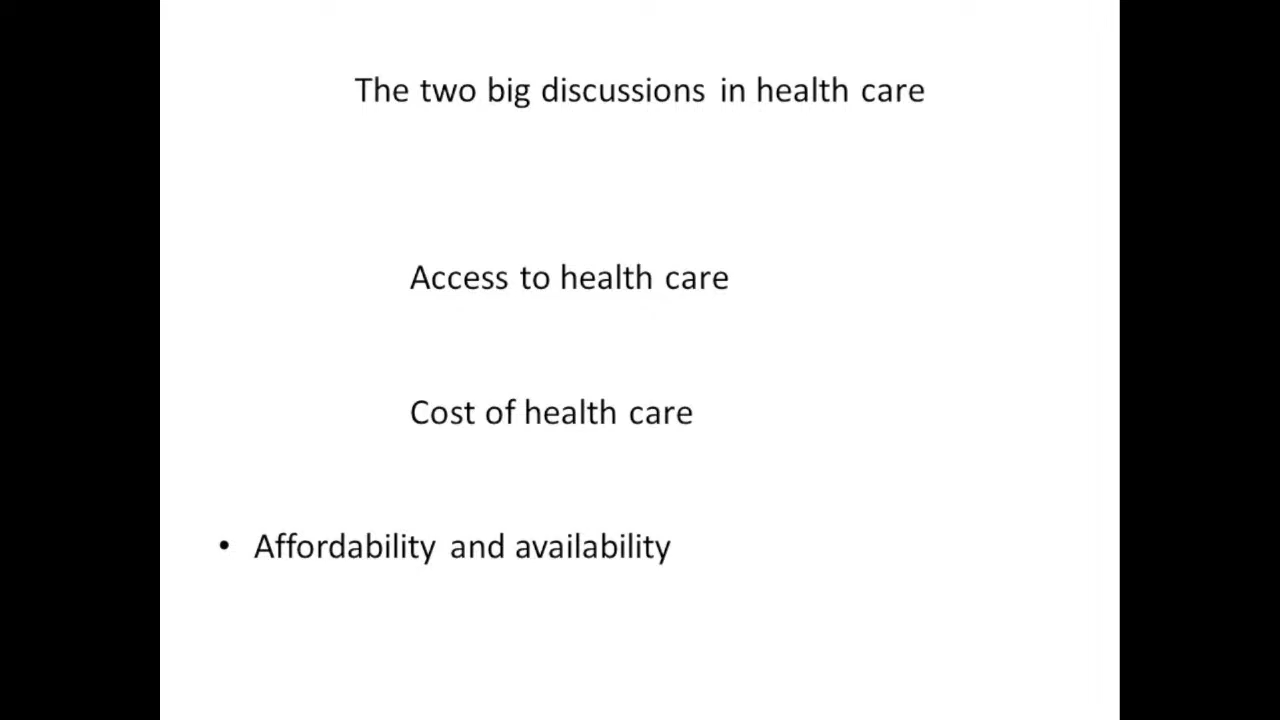 The two big discussions in health care
Access to health care
Cost of health care
• Affordability and availability